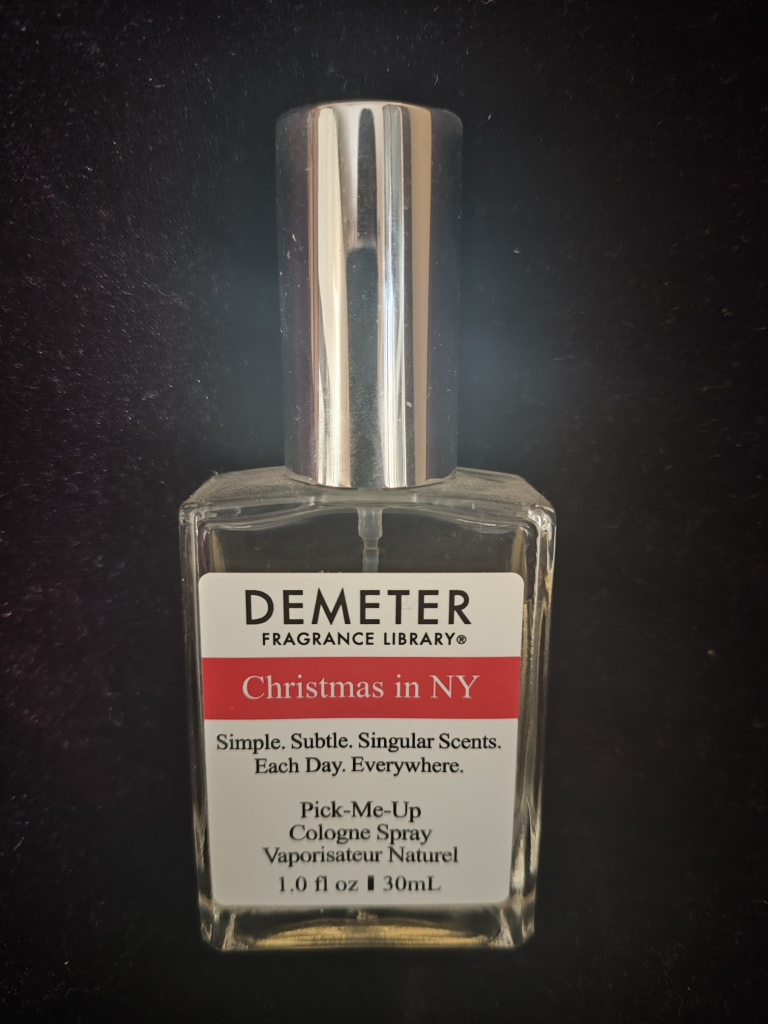 DEMETER
FRAGRANCE LIBRARY®
Christmas in NY
Simple. Subtle. Singular Scents.
Each Day. Everywhere.
Pick-Me-Up
Cologne Spray
Vaporisateur Naturel
1.0 fl oz ▮ 30mL